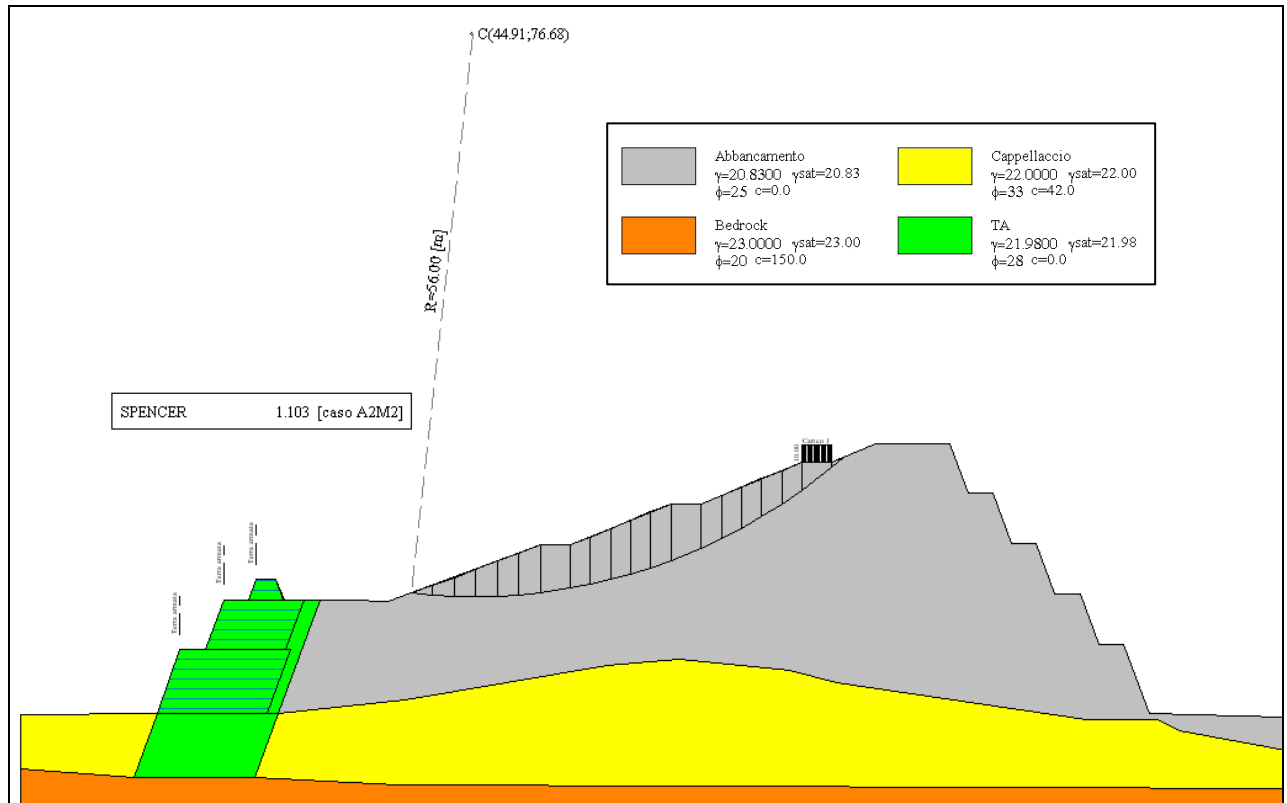 C(44.91;76.68)
R=56.00 [m]
Abbancamento
γ=20.8300 γsat=20.83
ϕ=25 c=0.0
Cappellaccio
γ=22.0000 γsat=22.00
ϕ=33 c=42.0
Bedrock
γ=23.0000 γsat=23.00
ϕ=20 c=150.0
TA
γ=21.9800 γsat=21.98
ϕ=28 c=0.0
SPENCER 1.103 [caso A2M2]
Carico 1
10.00
Terra armata
Terra armata
Terra armata